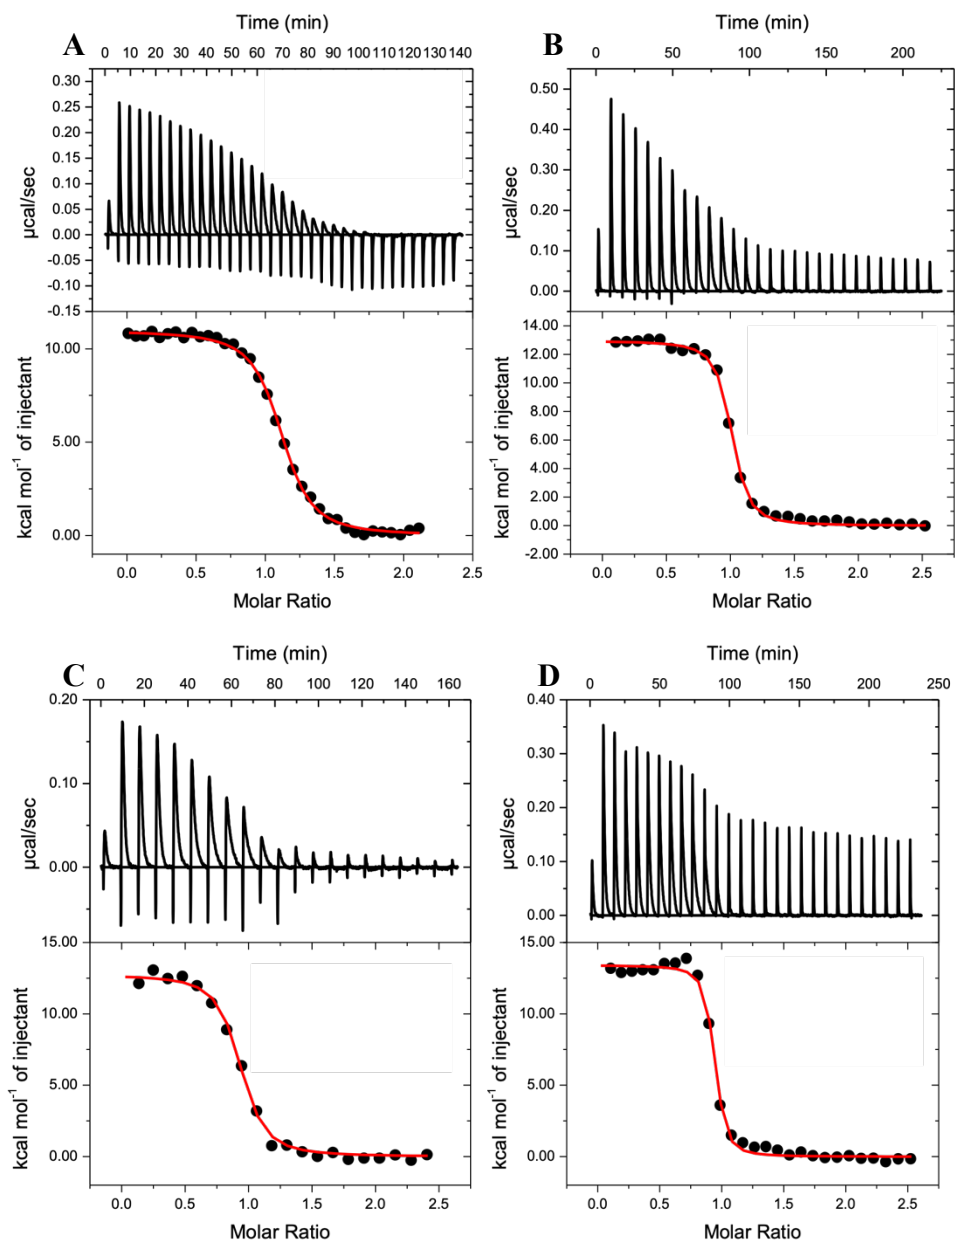 Time (min)
A
0 10 20 30 40 50 60 70 80 90 100 110 120 130 140
0.30
0.25
0.20
0.15
0.10
0.05
0.00
-0.05
-0.10
-0.15
µcal/sec
10.00
5.00
0.00
kcal mol⁻¹ of injectant
0.0 0.5 1.0 1.5 2.0 2.5
Molar Ratio
Time (min)
B
0 50 100 150 200
0.50
0.40
0.30
0.20
0.10
0.00
µcal/sec
14.00
12.00
10.00
8.00
6.00
4.00
2.00
0.00
-2.00
kcal mol⁻¹ of injectant
0.0 0.5 1.0 1.5 2.0 2.5
Molar Ratio
Time (min)
C
0 20 40 60 80 100 120 140 160
0.20
0.10
0.00
µcal/sec
15.00
10.00
5.00
0.00
kcal mol⁻¹ of injectant
0.0 0.5 1.0 1.5 2.0 2.5
Molar Ratio
Time (min)
D
0 50 100 150 200 250
0.40
0.30
0.20
0.10
0.00
µcal/sec
15.00
10.00
5.00
0.00
kcal mol⁻¹ of injectant
0.0 0.5 1.0 1.5 2.0 2.5
Molar Ratio